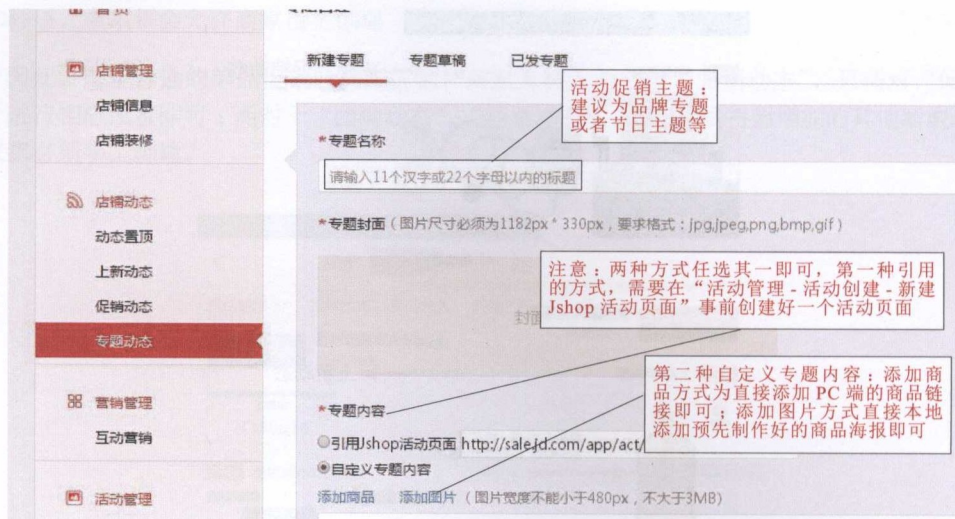 首页
店铺管理
店铺信息
店铺装修
店铺动态
动态置顶
上新动态
促销动态
专题动态
营销管理
互动营销
活动管理
新建专题 专题草稿 已发专题
活动促销主题：
建议为品牌专题
或者节日主题等
*专题名称
请输入11个汉字或22个字母以内的标题
*专题封面（图片尺寸必须为1182px * 330px，要求格式：jpg,jpeg,png,bmp,gif）
注意：两种方式任选其一即可，第一种引用
的方式，需要在“活动管理 - 活动创建 - 新建
Jshop 活动页面”事前创建好一个活动页面
封面
第二种自定义专题内容：添加商
品方式为直接添加 PC 端的商品链
接即可；添加图片方式直接本地
添加预先制作好的商品海报即可
*专题内容
引用Jshop活动页面 http://sale.jd.com/app/act/
自定义专题内容
添加商品 添加图片（图片宽度不能小于480px，不大于3MB）